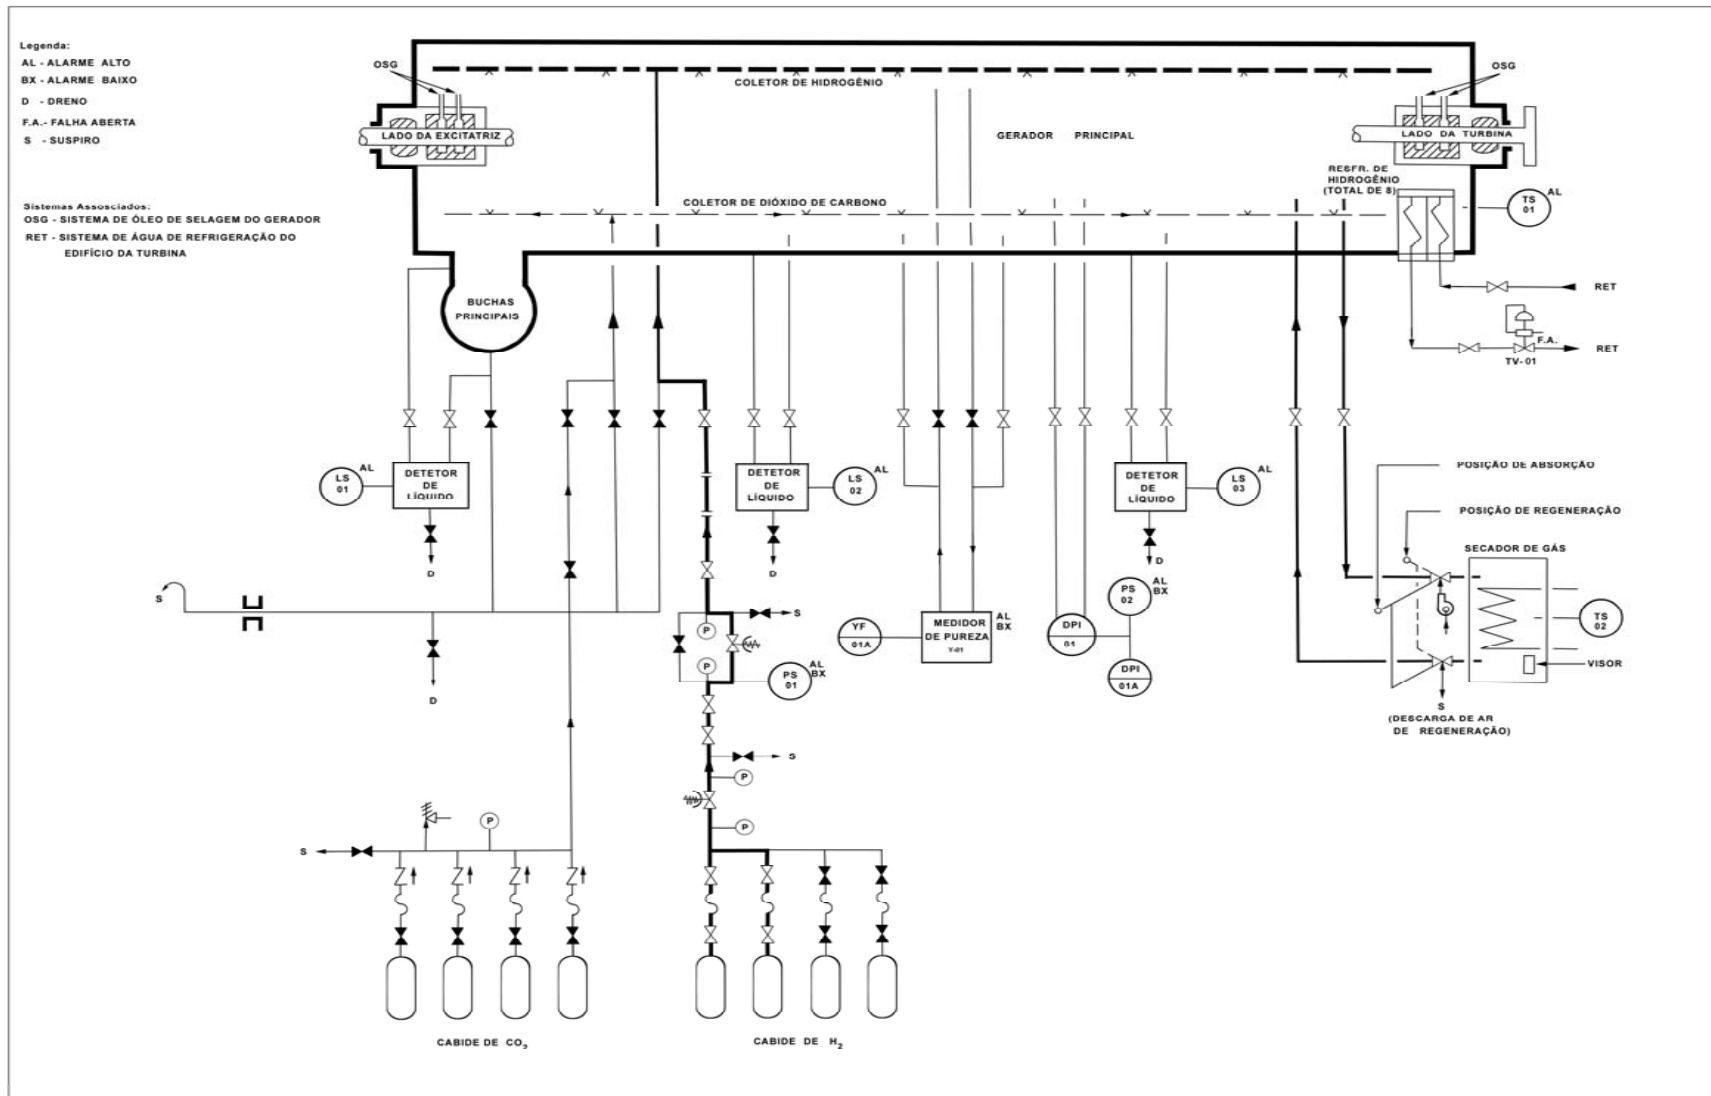 Legenda:
AL - ALARME ALTO
BX - ALARME BAIXO
D - DRENO
F.A.- FALHA ABERTA
S - SUSPIRO
Sistemas Assosciados:
OSG - SISTEMA DE ÓLEO DE SELAGEM DO GERADOR
RET - SISTEMA DE ÁGUA DE REFRIGERAÇÃO DO
EDIFÍCIO DA TURBINA
OSG
COLETOR DE HIDROGÊNIO
OSG
LADO DA EXCITATRIZ
GERADOR PRINCIPAL
LADO DA TURBINA
RESFR. DE
HIDROGÊNIO
(TOTAL DE 8)
COLETOR DE DIÓXIDO DE CARBONO
TS
01
AL
BUCHAS
PRINCIPAIS
RET
F.A.
RET
TV-01
LS
01
AL
DETETOR
DE
LÍQUIDO
D
DETETOR
DE
LÍQUIDO
LS
02
AL
D
DETETOR
DE
LÍQUIDO
LS
03
AL
D
POSIÇÃO DE ABSORÇÃO
POSIÇÃO DE REGENERAÇÃO
SECADOR DE GÁS
TS
02
VISOR
S
(DESCARGA DE AR
DE REGENERAÇÃO)
S
D
S
P
P
PS
01
AL
BX
YF
01A
MEDIDOR
DE PUREZA
Y-01
AL
BX
DPI
01
PS
02
AL
BX
DPI
01A
S
P
P
S
P
CABIDE DE CO2
CABIDE DE H2